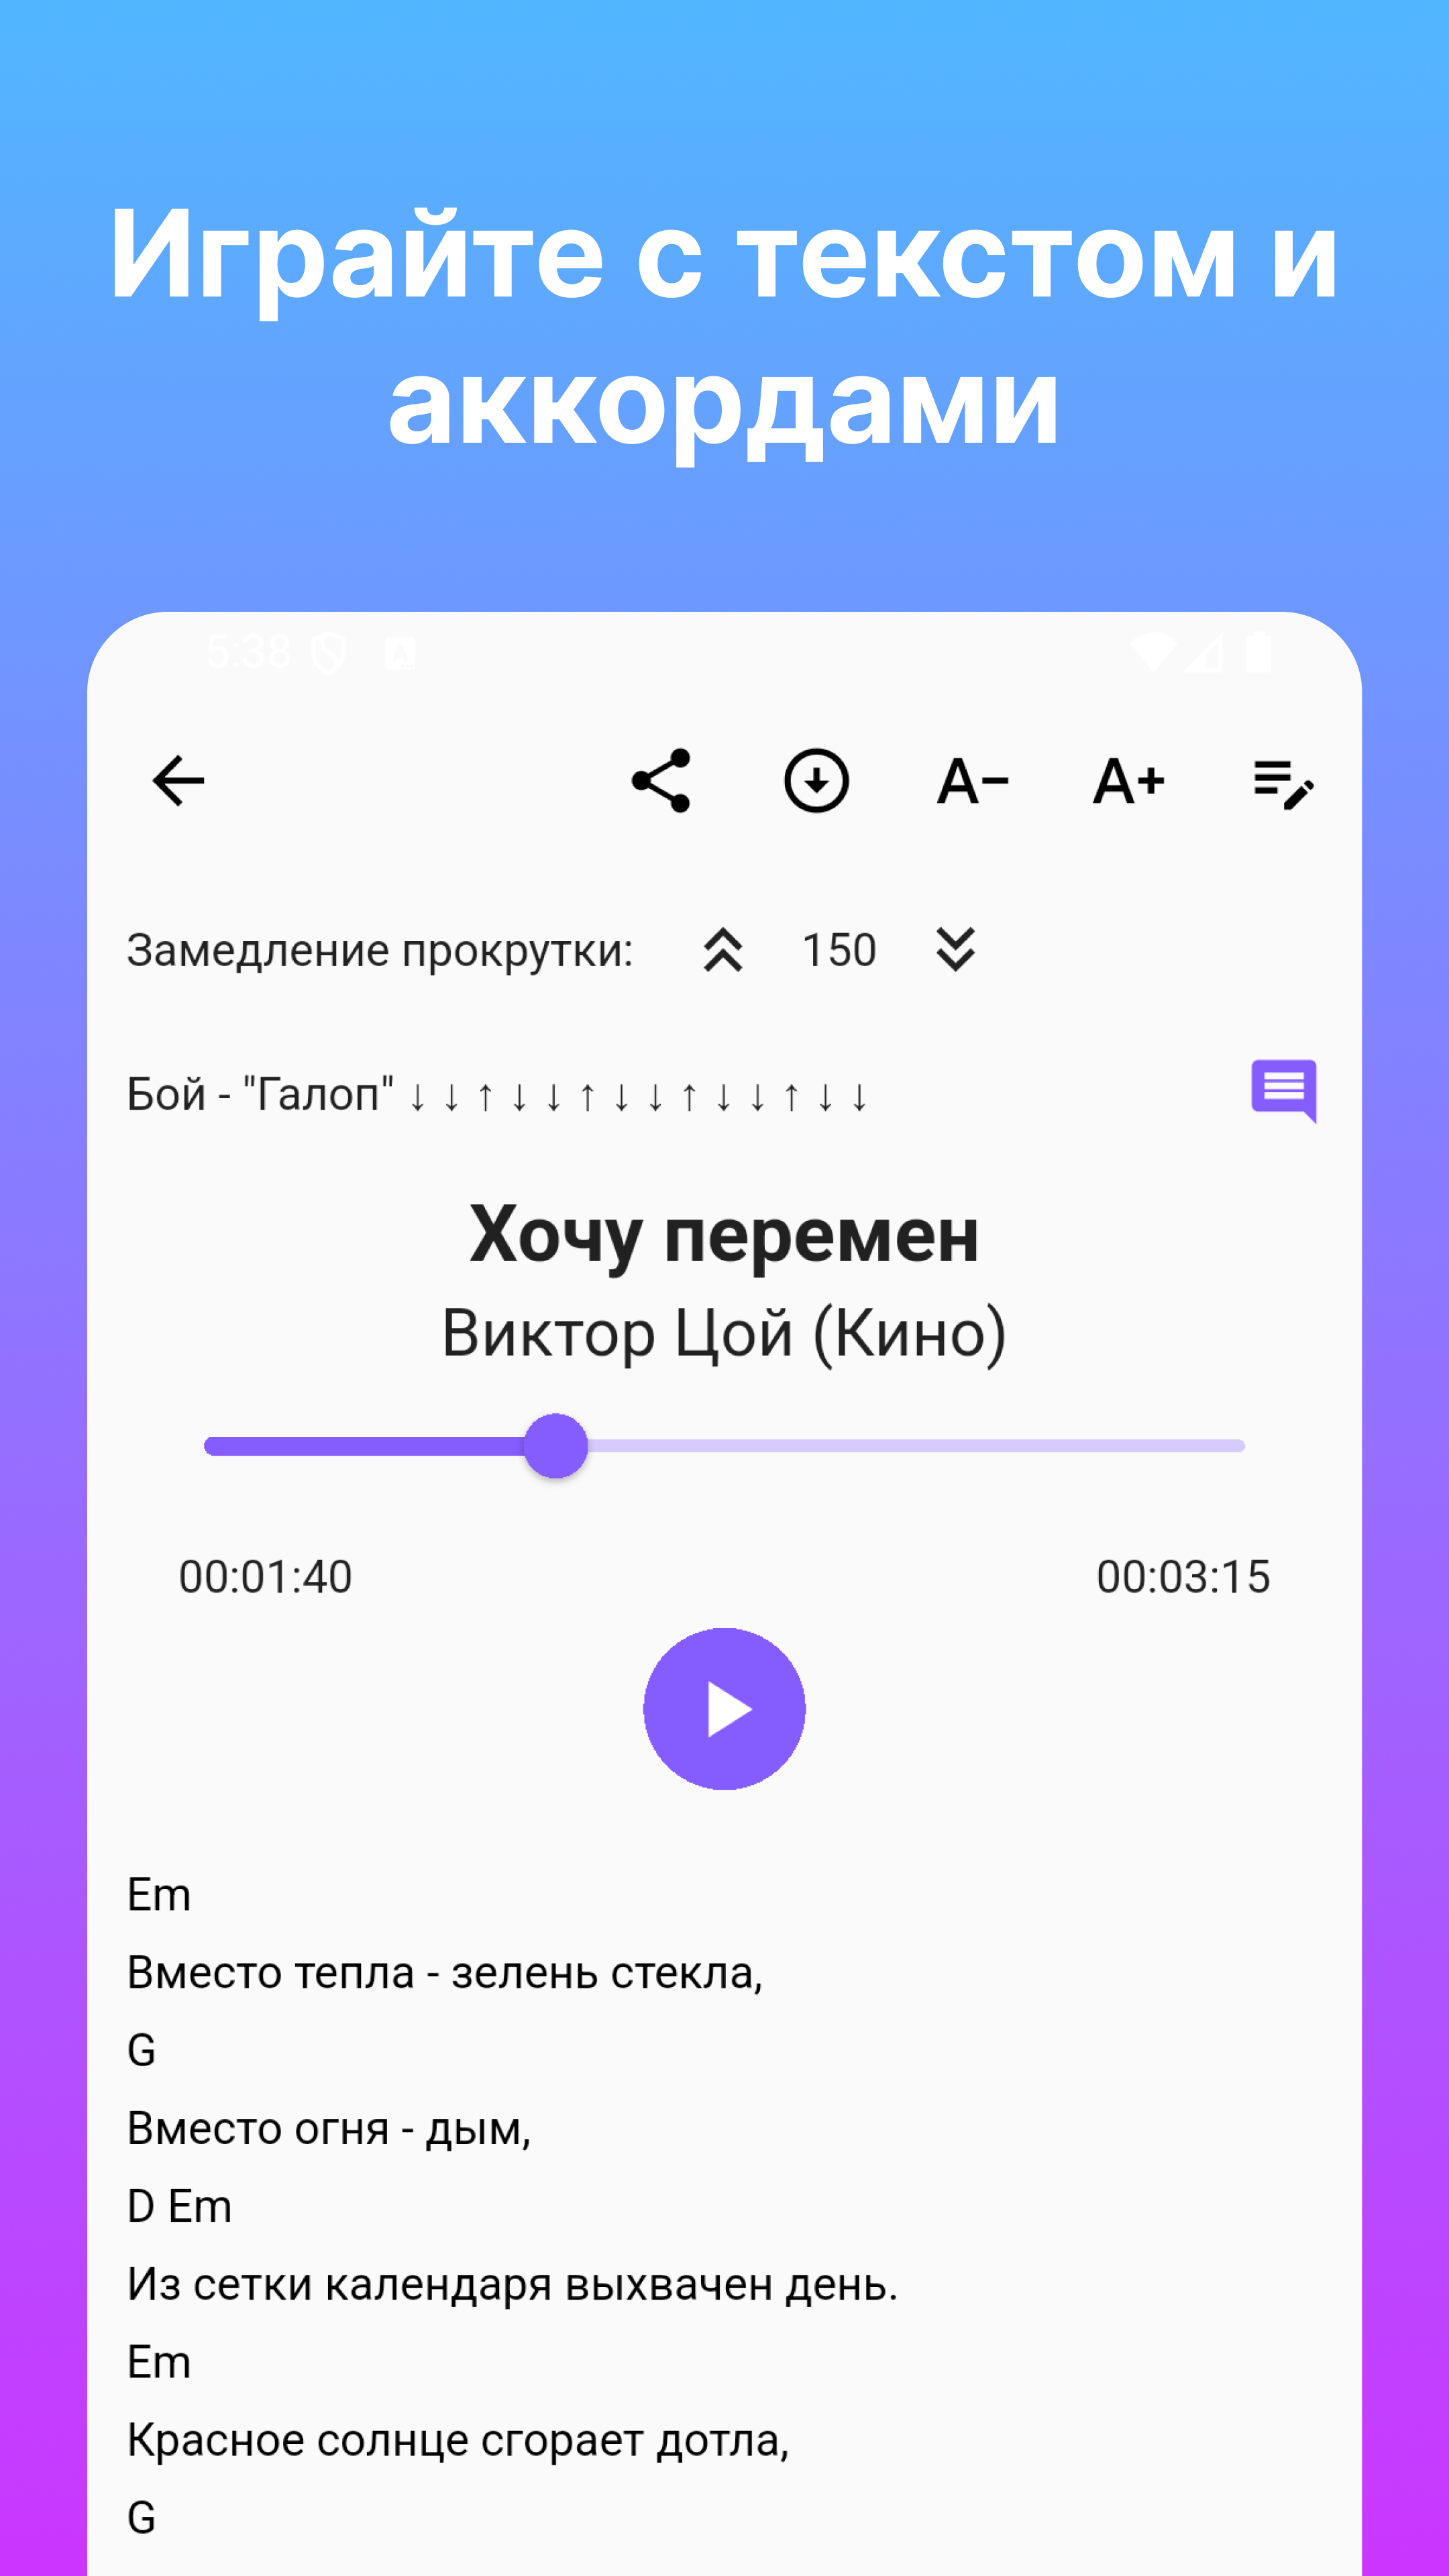 Играйте с текстом и
аккордами
5:38
A− A+
Замедление прокрутки: 150
Бой - "Галоп" ↓ ↓ ↑ ↓ ↓ ↑ ↓ ↓ ↑ ↓ ↓ ↑ ↓ ↓
Хочу перемен
Виктор Цой (Кино)
00:01:40 00:03:15
Em
Вместо тепла - зелень стекла,
G
Вместо огня - дым,
D Em
Из сетки календаря выхвачен день.
Em
Красное солнце сгорает дотла,
G